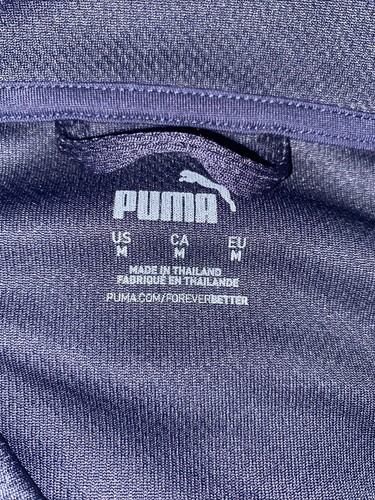 PUMA
US CA EU
M M M
MADE IN THAILAND
FABRIQUÉ EN THAÏLANDE
PUMA.COM/FOREVERBETTER